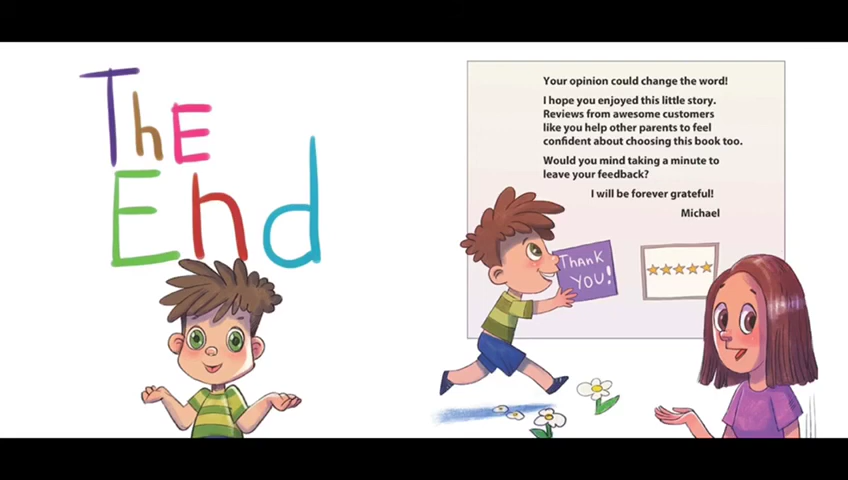 The
End
Your opinion could change the word!
I hope you enjoyed this little story.
Reviews from awesome customers
like you help other parents to feel
confident about choosing this book too.
Would you mind taking a minute to
leave your feedback?
I will be forever grateful!
Michael
Thank
you!